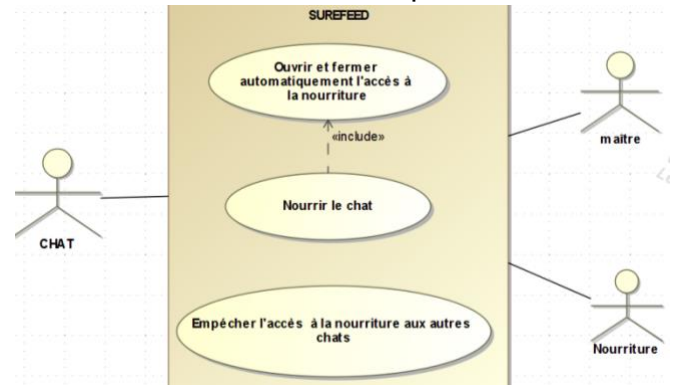 SUREFEED
Ouvrir et fermer
automatiquement l'accès à
la nourriture
«include»
maitre
Nourrir le chat
CHAT
Empécher l'accès à la nourriture aux autres
chats
Nourriture